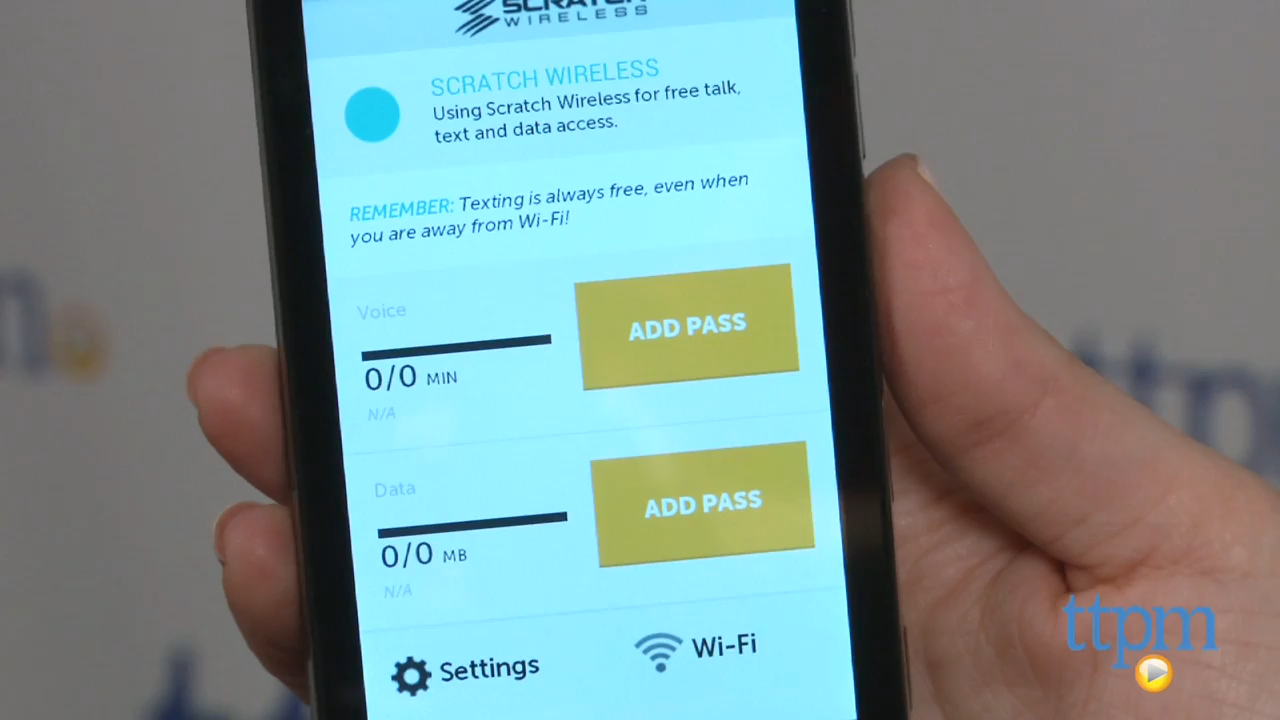 SCRATCH
WIRELESS
SCRATCH WIRELESS
Using Scratch Wireless for free talk,
text and data access.
REMEMBER: Texting is always free, even when
you are away from Wi-Fi!
Voice
ADD PASS
0/0 MIN
N/A
Data
ADD PASS
0/0 MB
N/A
Settings
Wi-Fi
ttpm